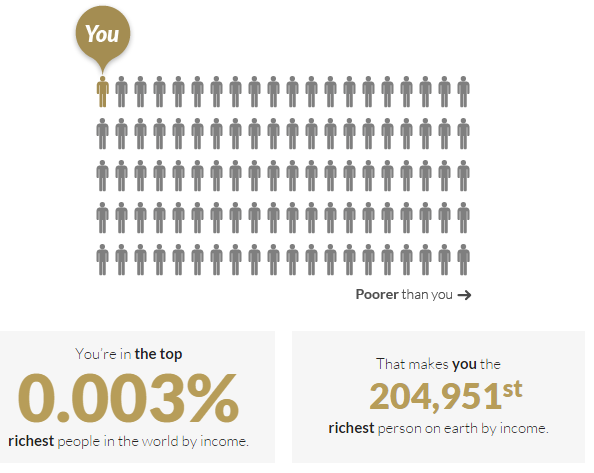 You
Poorer than you →
You're in the top
0.003%
richest people in the world by income.
That makes you the
204,951st
richest person on earth by income.